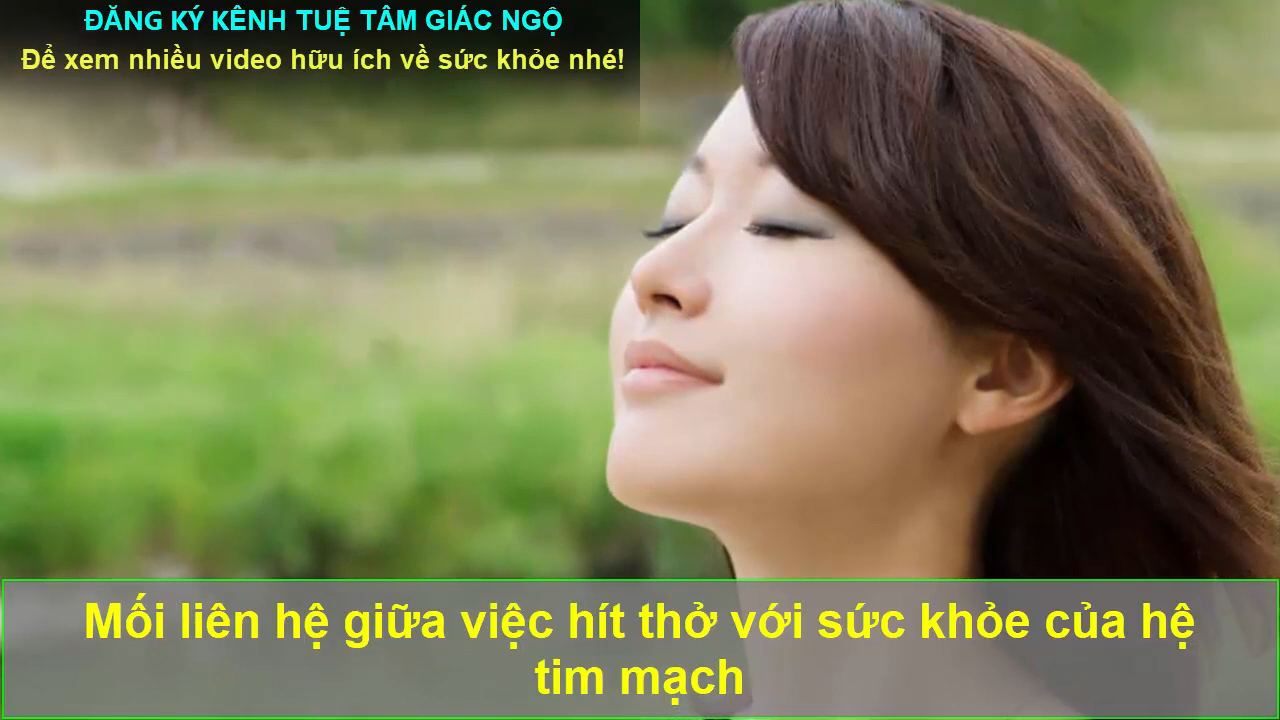 ĐĂNG KÝ KÊNH TUỆ TÂM GIÁC NGỘ
Để xem nhiều video hữu ích về sức khỏe nhé!
Mối liên hệ giữa việc hít thở với sức khỏe của hệ
tim mạch